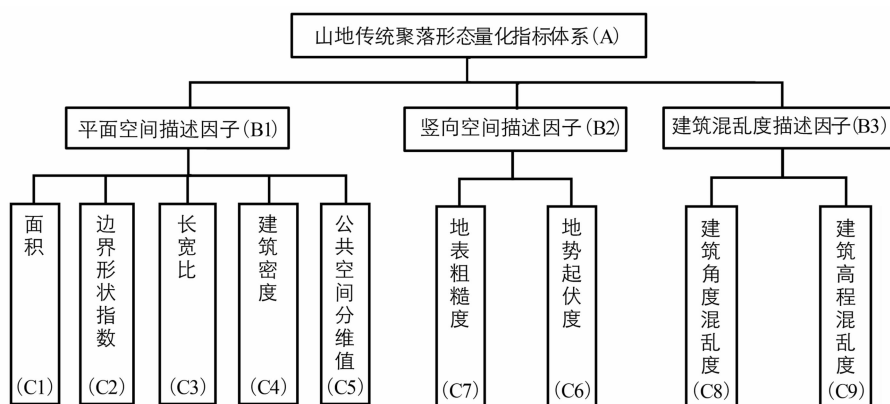 山地传统聚落形态量化指标体系(A)
平面空间描述因子(B1)
竖向空间描述因子(B2)
建筑混乱度描述因子(B3)
面积(C1)
边界形状指数(C2)
长宽比(C3)
建筑密度(C4)
公共空间分维值(C5)
地表粗糙度(C7)
地势起伏度(C6)
建筑角度混乱度(C8)
建筑高程混乱度(C9)